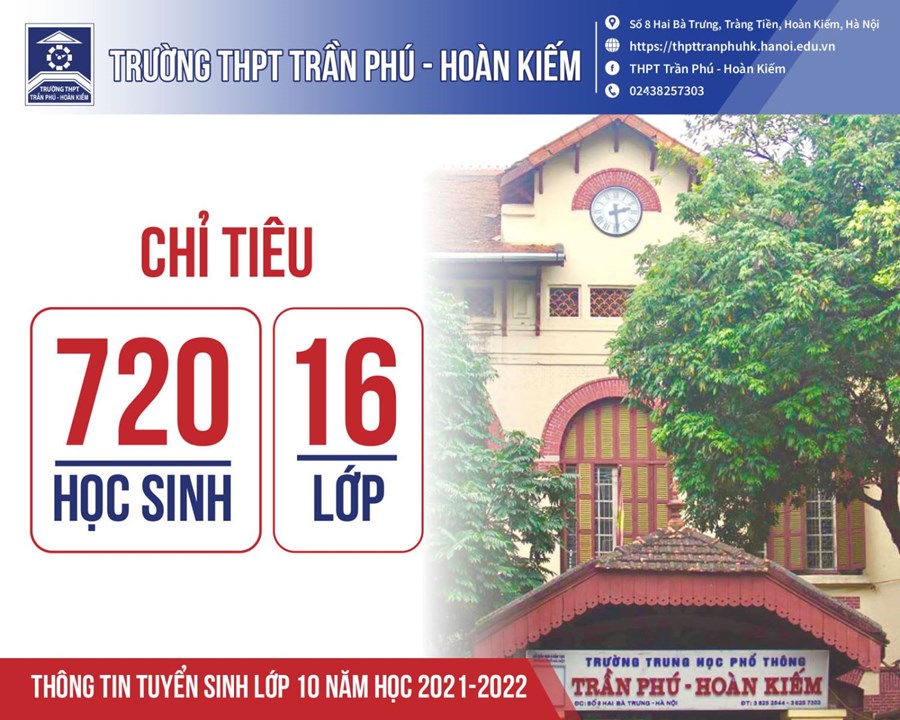 TRƯỜNG THPT
TRẦN PHÚ - HOÀN KIẾM
TRƯỜNG THPT TRẦN PHÚ - HOÀN KIẾM
Số 8 Hai Bà Trưng, Tràng Tiền, Hoàn Kiếm, Hà Nội
https://thpttranphuhk.hanoi.edu.vn
THPT Trần Phú - Hoàn Kiếm
02438257303
CHỈ TIÊU
720
HỌC SINH
16
LỚP
TRƯỜNG TRUNG HỌC PHỔ THÔNG
TRẦN PHÚ - HOÀN KIẾM
ĐC: SỐ 8 HAI BÀ TRƯNG - HÀ NỘI
THÔNG TIN TUYỂN SINH LỚP 10 NĂM HỌC 2021-2022